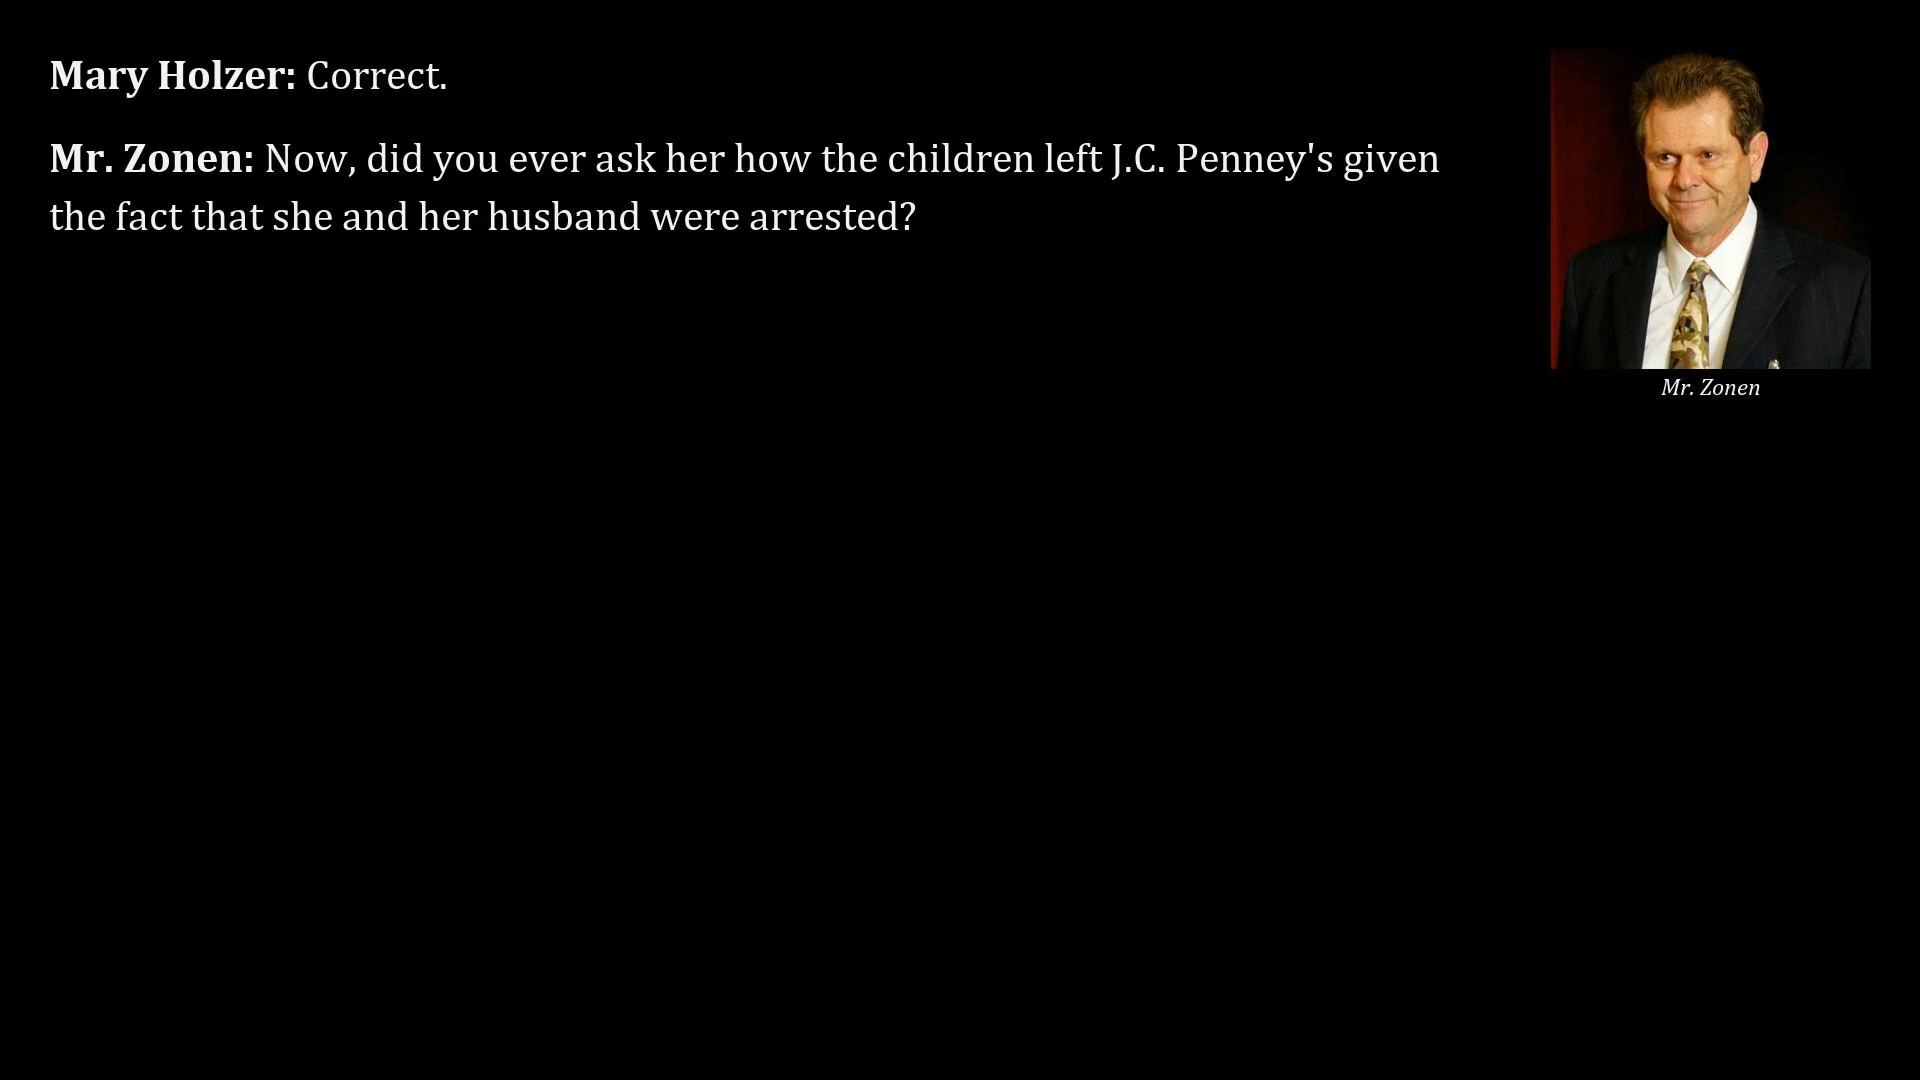 Mary Holzer: Correct.
Mr. Zonen: Now, did you ever ask her how the children left J.C. Penney's given
the fact that she and her husband were arrested?
Mr. Zonen